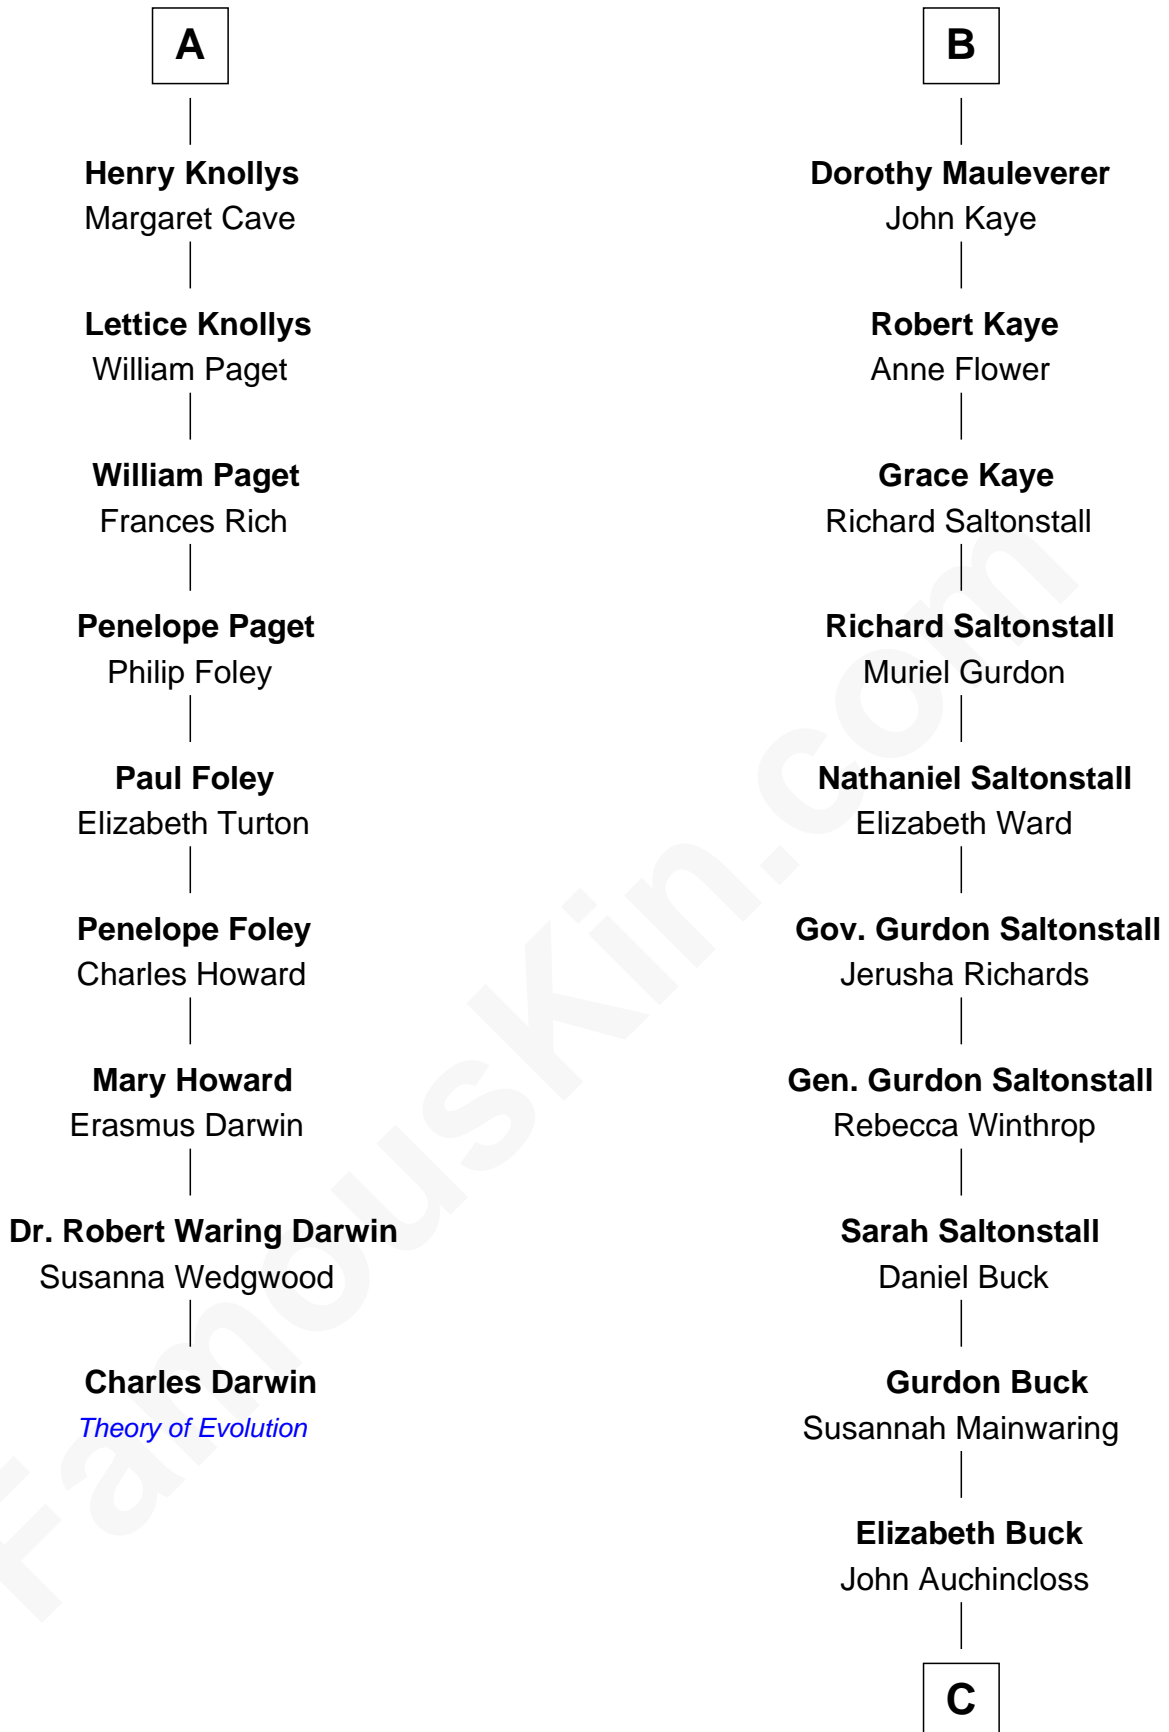 A
Henry Knollys
Margaret Cave
Lettice Knollys
William Paget
William Paget
Frances Rich
Penelope Paget
Philip Foley
Paul Foley
Elizabeth Turton
Penelope Foley
Charles Howard
Mary Howard
Erasmus Darwin
Dr. Robert Waring Darwin
Susanna Wedgwood
Charles Darwin
Theory of Evolution
B
Dorothy Mauleverer
John Kaye
Robert Kaye
Anne Flower
Grace Kaye
Richard Saltonstall
Richard Saltonstall
Muriel Gurdon
Nathaniel Saltonstall
Elizabeth Ward
Gov. Gurdon Saltonstall
Jerusha Richards
Gen. Gurdon Saltonstall
Rebecca Winthrop
Sarah Saltonstall
Daniel Buck
Gurdon Buck
Susannah Mainwaring
Elizabeth Buck
John Auchincloss
C
FamousKin.com